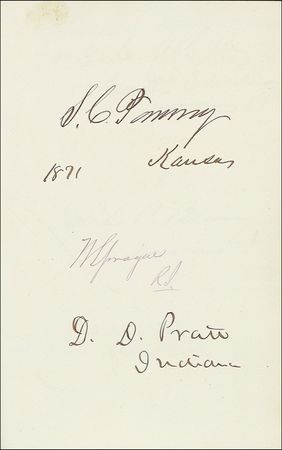 S. C. Pomeroy
Kansas
1871
W Sprague
R.I.
D. D. Pratt
Indiana